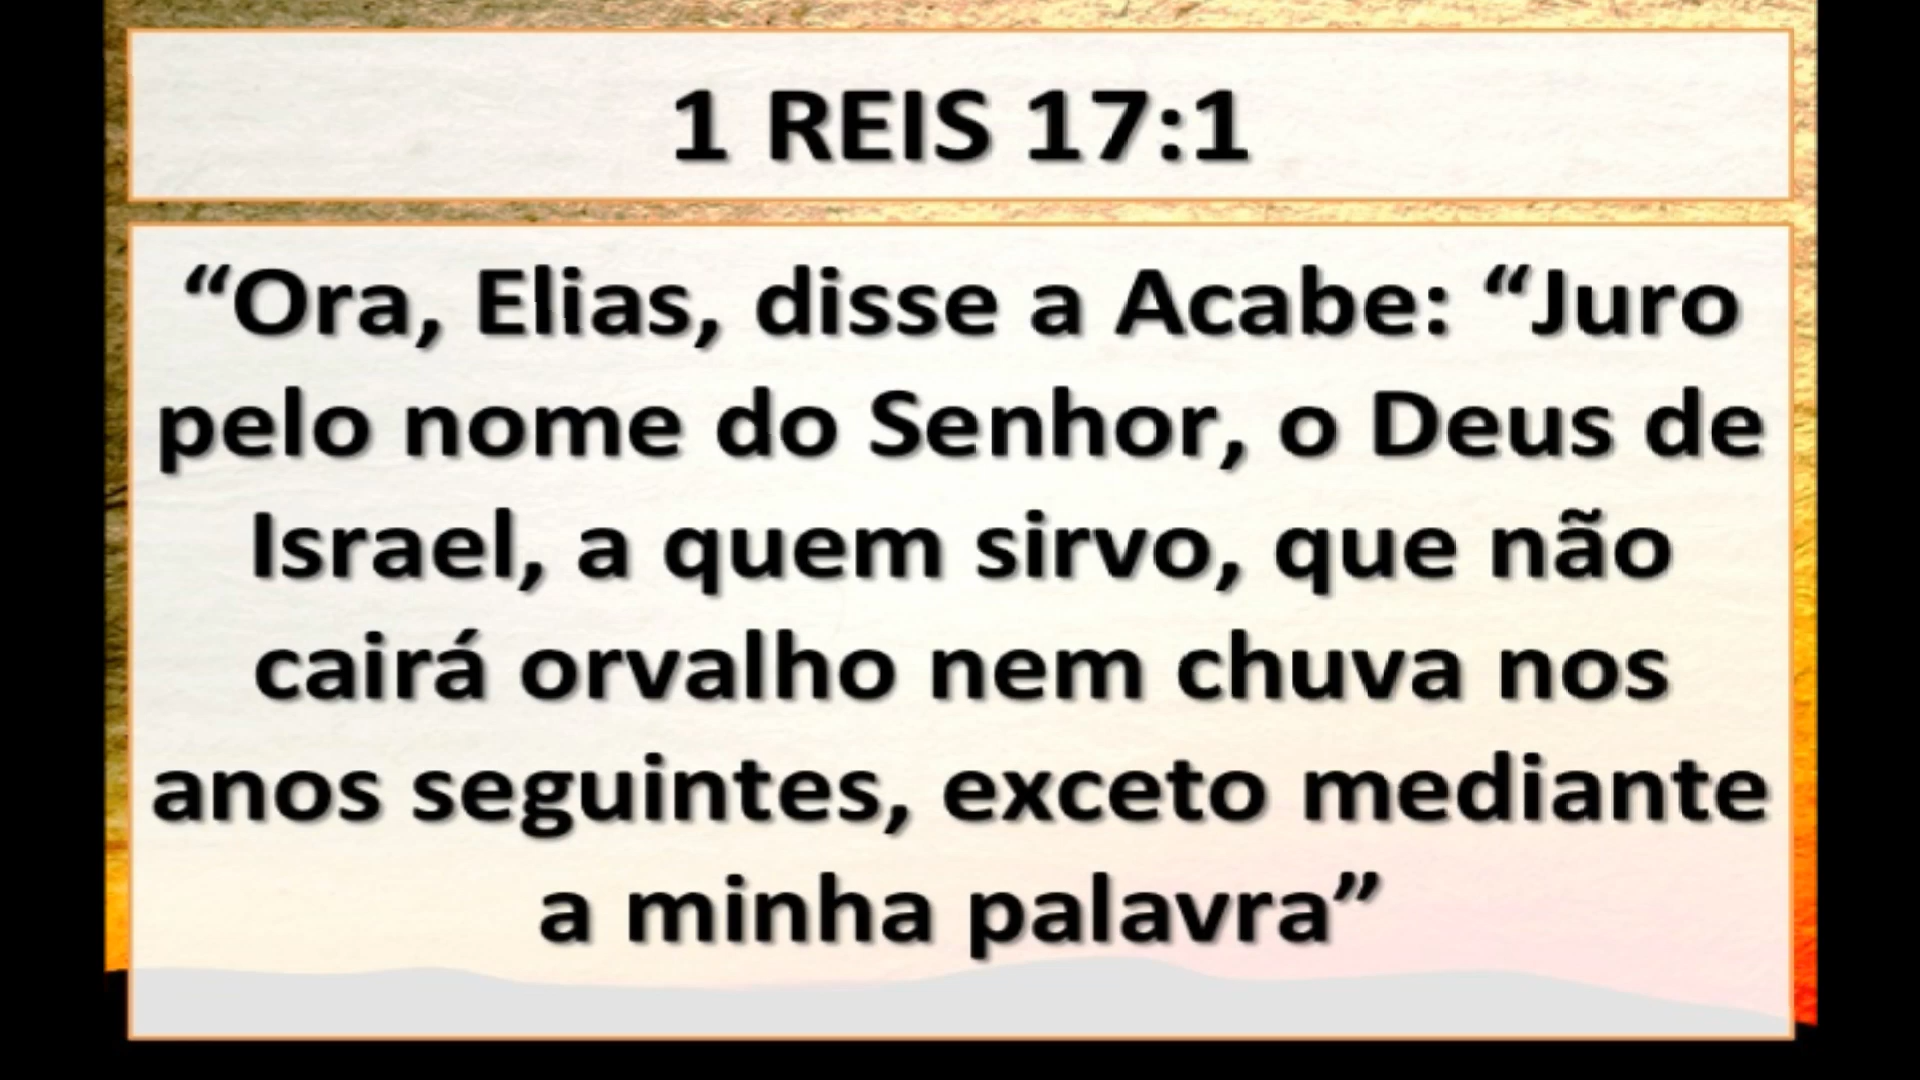 1 REIS 17:1
“Ora, Elias, disse a Acabe: “Juro
pelo nome do Senhor, o Deus de
Israel, a quem sirvo, que não
cairá orvalho nem chuva nos
anos seguintes, exceto mediante
a minha palavra”